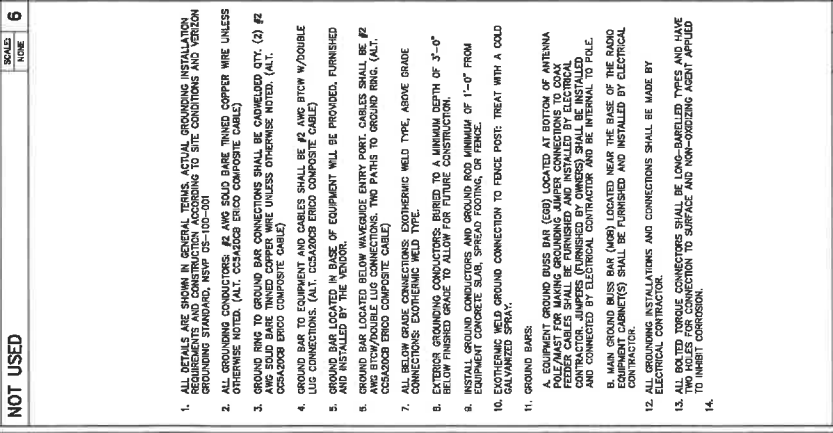 NOT USED
SCALE:
NONE
6
1. ALL DETAILS ARE SHOWN IN GENERAL TERMS. ACTUAL GROUNDING INSTALLATION
REQUIREMENTS AND CONSTRUCTION ACCORDING TO SITE CONDITIONS AND VERIZON
GROUNDING STANDARD, NSVP DS-100-001
2. ALL GROUNDING CONDUCTORS: #2 AWG SOLID BARE TINNED COPPER WIRE UNLESS
OTHERWISE NOTED. (ALT. CC5A20CB ERICO COMPOSITE CABLE)
3. GROUND RING TO GROUND BAR CONNECTIONS SHALL BE CADWELDED QTY. (2) #2
AWG SOLID BARE TINNED COPPER WIRE UNLESS OTHERWISE NOTED. (ALT.
CC5A20CB ERICO COMPOSITE CABLE)
4. GROUND BAR TO EQUIPMENT AND CABLES SHALL BE #2 AWG BTCW W/DOUBLE
LUG CONNECTIONS. (ALT. CC5A20CB ERICO COMPOSITE CABLE)
5. GROUND BAR LOCATED IN BASE OF EQUIPMENT WILL BE PROVIDED, FURNISHED
AND INSTALLED BY THE VENDOR.
6. GROUND BAR LOCATED BELOW WAVEGUIDE ENTRY PORT. CABLES SHALL BE #2
AWG BTCW/DOUBLE LUG CONNECTIONS. TWO PATHS TO GROUND RING. (ALT.
CC5A20CB ERICO COMPOSITE CABLE)
7. ALL BELOW GRADE CONNECTIONS: EXOTHERMIC WELD TYPE, ABOVE GRADE
CONNECTIONS: EXOTHERMIC WELD TYPE.
8. EXTERIOR GROUNDING CONDUCTORS: BURIED TO A MINIMUM DEPTH OF 3'-0"
BELOW FINISHED GRADE TO ALLOW FOR FUTURE CONSTRUCTION.
9. INSTALL GROUND CONDUCTORS AND GROUND ROD MINIMUM OF 1'-0" FROM
EQUIPMENT CONCRETE SLAB, SPREAD FOOTING, OR FENCE.
10. EXOTHERMIC WELD GROUND CONNECTION TO FENCE POST: TREAT WITH A COLD
GALVANIZED SPRAY.
11. GROUND BARS:
A. EQUIPMENT GROUND BUSS BAR (EGB) LOCATED AT BOTTOM OF ANTENNA
POLE/MAST FOR MAKING GROUNDING JUMPER CONNECTIONS TO COAX
FEEDER CABLES SHALL BE FURNISHED AND INSTALLED BY ELECTRICAL
CONTRACTOR. JUMPERS (FURNISHED BY OWNERS) SHALL BE INSTALLED
AND CONNECTED BY ELECTRICAL CONTRACTOR AND BE INTERNAL TO POLE.
B. MAIN GROUND BUSS BAR (MGB) LOCATED NEAR THE BASE OF THE RADIO
EQUIPMENT CABINET(S) SHALL BE FURNISHED AND INSTALLED BY ELECTRICAL
CONTRACTOR.
12. ALL GROUNDING INSTALLATIONS AND CONNECTIONS SHALL BE MADE BY
ELECTRICAL CONTRACTOR.
13. ALL BOLTED TORQUE CONNECTORS SHALL BE LONG-BARELLED TYPES AND HAVE
TWO HOLES FOR CONNECTION TO SURFACE AND NON-OXIDIZING AGENT APPLIED
TO INHIBIT CORROSION.
14.